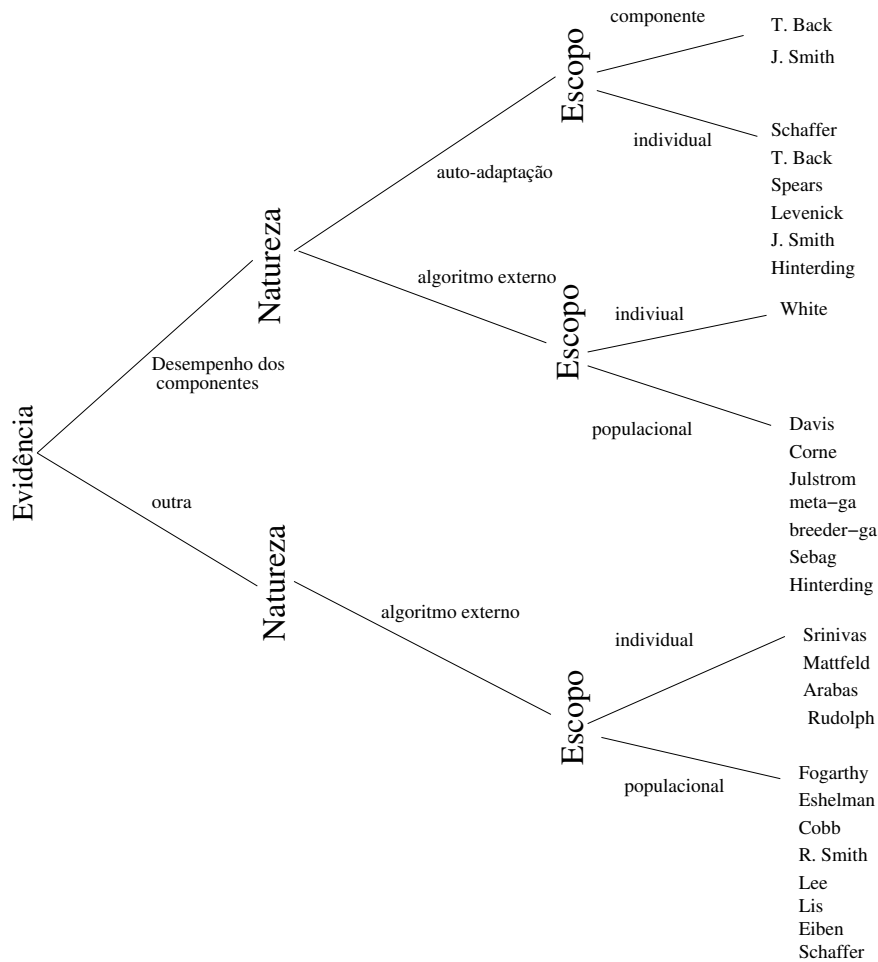 componente
T. Back
J. Smith
Escopo
individual
Schaffer
T. Back
Spears
Levenick
J. Smith
Hinterding
auto-adaptação
Natureza
algoritmo externo
Escopo
indiviual
White
populacional
Davis
Corne
Julstrom
meta−ga
breeder−ga
Sebag
Hinterding
Desempenho dos
componentes
Evidência
outra
Natureza
algoritmo externo
Escopo
individual
Srinivas
Mattfeld
Arabas
Rudolph
populacional
Fogarthy
Eshelman
Cobb
R. Smith
Lee
Lis
Eiben
Schaffer